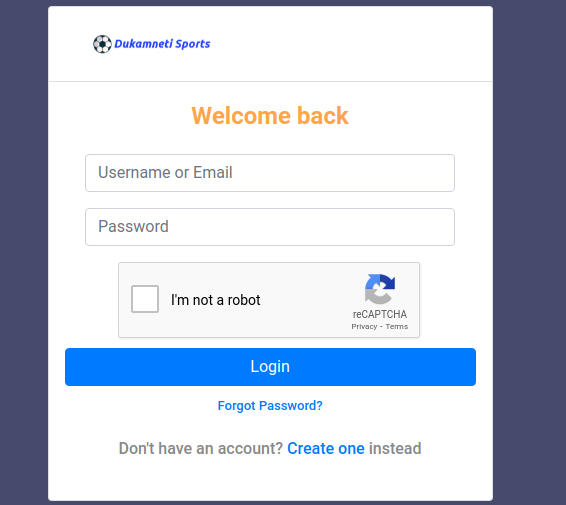 Dukamneti Sports
Welcome back
Username or Email
Password
I'm not a robot
reCAPTCHA
Privacy - Terms
Login
Forgot Password?
Don't have an account? Create one instead